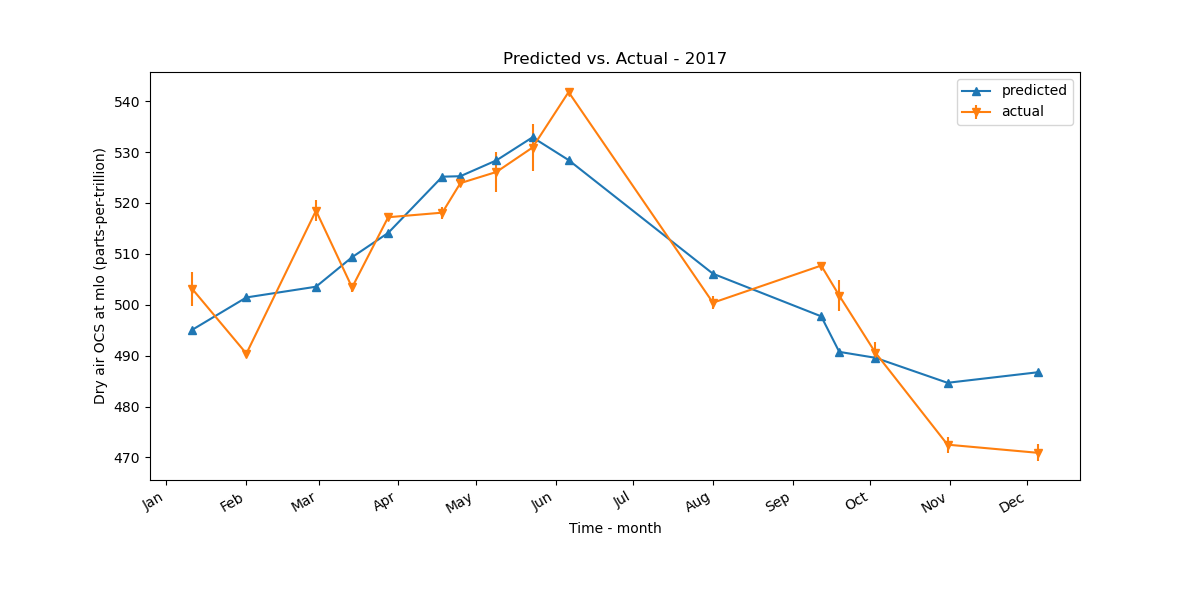 Predicted vs. Actual - 2017
predicted
actual
540
530
520
510
500
490
480
470
Dry air OCS at mlo (parts-per-trillion)
Jan Feb Mar Apr May Jun Jul Aug Sep Oct Nov Dec
Time - month